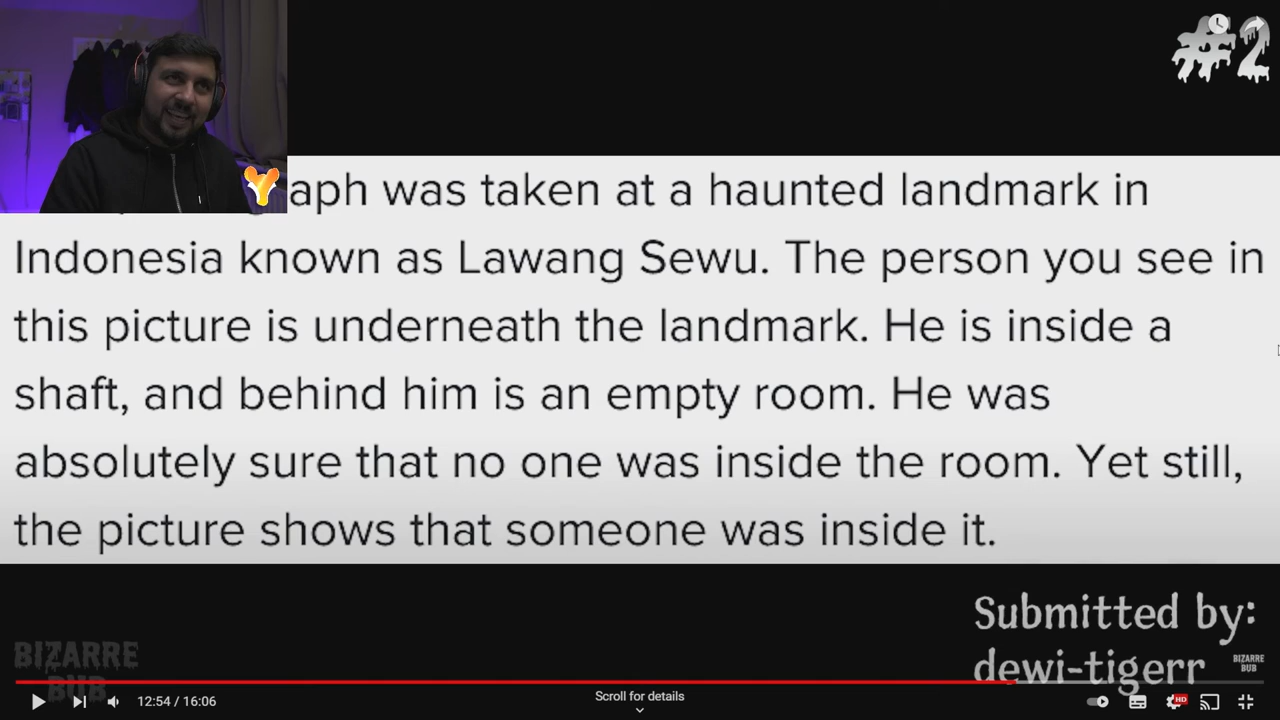 #2
aph was taken at a haunted landmark in
Indonesia known as Lawang Sewu. The person you see in
this picture is underneath the landmark. He is inside a
shaft, and behind him is an empty room. He was
absolutely sure that no one was inside the room. Yet still,
the picture shows that someone was inside it.
Submitted by:
dewi-tigerr
BIZARRE
BUB
BIZARRE
BUB
12:54 / 16:06
Scroll for details
HD